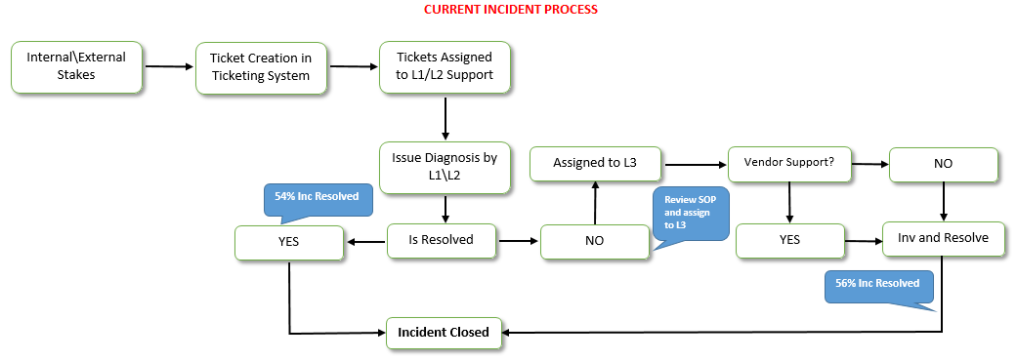 CURRENT INCIDENT PROCESS
Internal\External
Stakes
Ticket Creation in
Ticketing System
Tickets Assigned
to L1/L2 Support
Issue Diagnosis by
L1\L2
Assigned to L3
Vendor Support?
NO
54% Inc Resolved
Review SOP
and assign
to L3
YES
Is Resolved
NO
YES
Inv and Resolve
56% Inc Resolved
Incident Closed